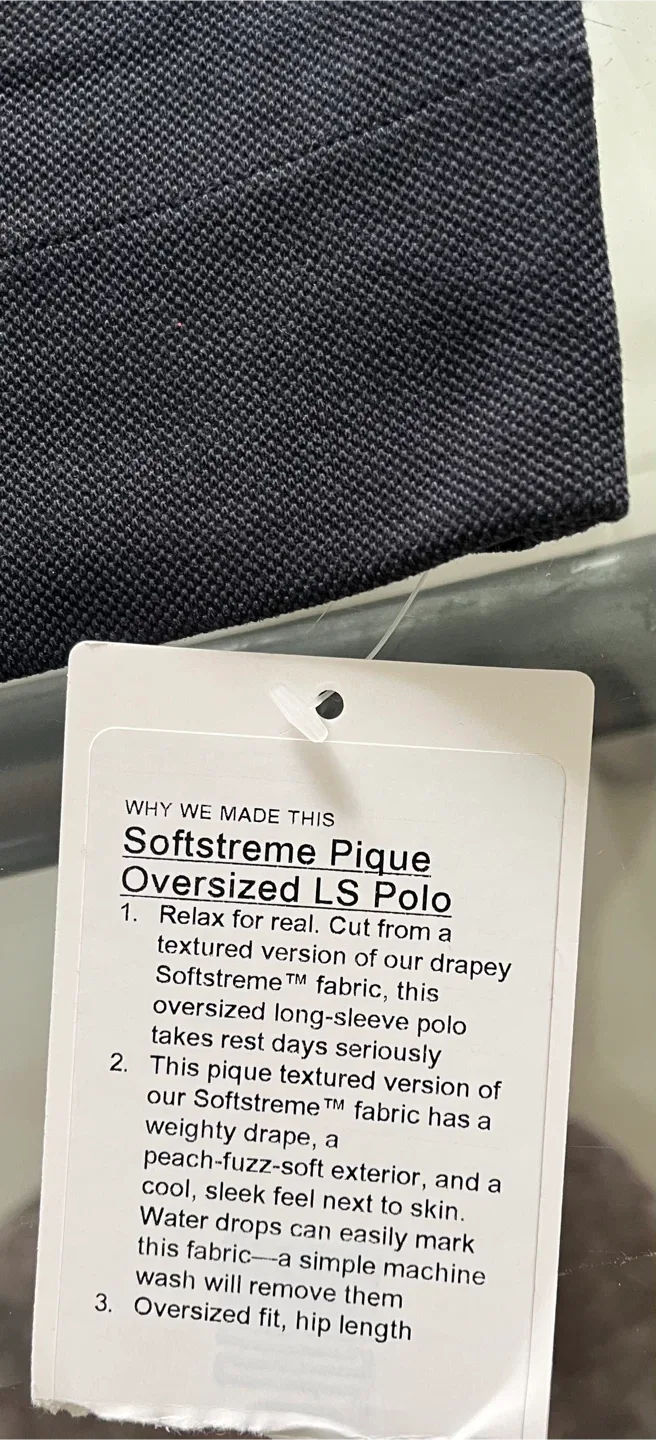 WHY WE MADE THIS
Softstreme Pique
Oversized LS Polo
1. Relax for real. Cut from a
textured version of our drapey
Softstreme™ fabric, this
oversized long-sleeve polo
takes rest days seriously
2. This pique textured version of
our Softstreme™ fabric has a
weighty drape, a
peach-fuzz-soft exterior, and a
cool, sleek feel next to skin.
Water drops can easily mark
this fabric—a simple machine
wash will remove them
3. Oversized fit, hip length